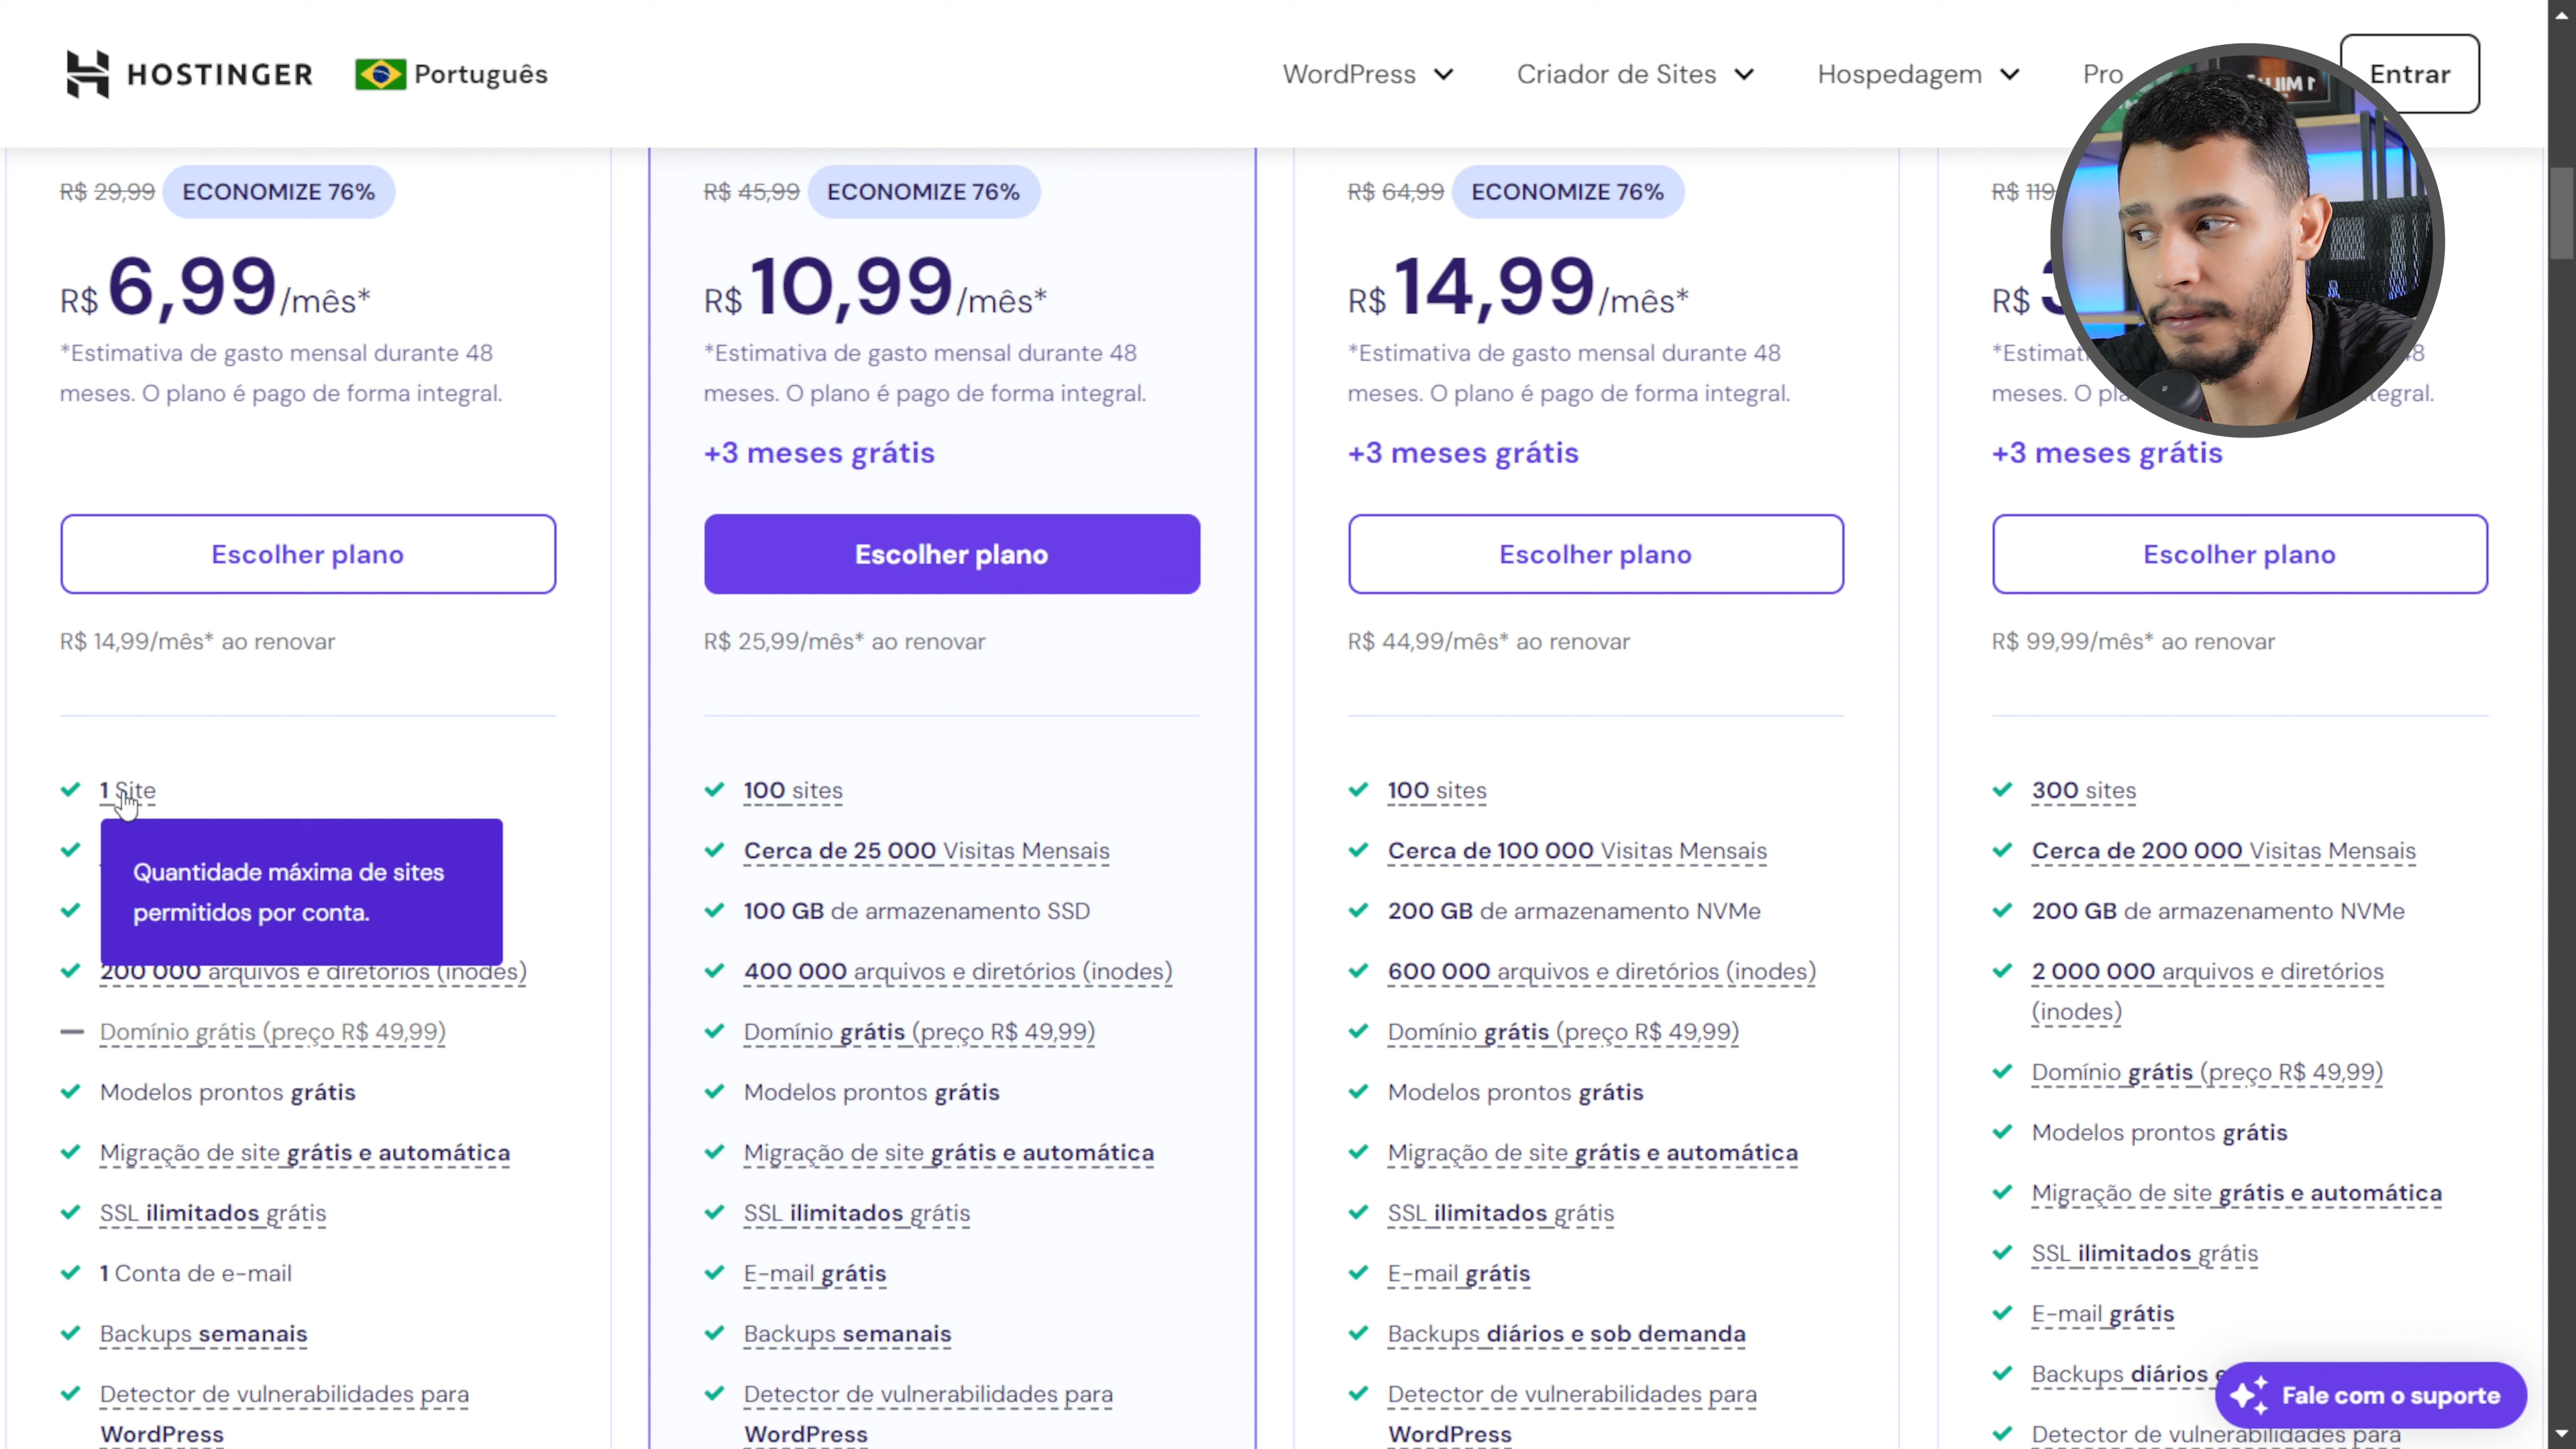 HOSTINGER
Português
WordPress
Criador de Sites
Hospedagem
Pro
Entrar
R$ 29,99 ECONOMIZE 76%
R$ 6,99/mês*
*Estimativa de gasto mensal durante 48
meses. O plano é pago de forma integral.
Escolher plano
R$ 14,99/mês* ao renovar
1 Site
Quantidade máxima de sites
permitidos por conta.
200 000 arquivos e diretórios (inodes)
Domínio grátis (preço R$ 49,99)
Modelos prontos grátis
Migração de site grátis e automática
SSL ilimitados grátis
1 Conta de e-mail
Backups semanais
Detector de vulnerabilidades para
WordPress
R$ 45,99 ECONOMIZE 76%
R$ 10,99/mês*
*Estimativa de gasto mensal durante 48
meses. O plano é pago de forma integral.
+3 meses grátis
Escolher plano
R$ 25,99/mês* ao renovar
100 sites
Cerca de 25 000 Visitas Mensais
100 GB de armazenamento SSD
400 000 arquivos e diretórios (inodes)
Domínio grátis (preço R$ 49,99)
Modelos prontos grátis
Migração de site grátis e automática
SSL ilimitados grátis
E-mail grátis
Backups semanais
Detector de vulnerabilidades para
WordPress
R$ 64,99 ECONOMIZE 76%
R$ 14,99/mês*
*Estimativa de gasto mensal durante 48
meses. O plano é pago de forma integral.
+3 meses grátis
Escolher plano
R$ 44,99/mês* ao renovar
100 sites
Cerca de 100 000 Visitas Mensais
200 GB de armazenamento NVMe
600 000 arquivos e diretórios (inodes)
Domínio grátis (preço R$ 49,99)
Modelos prontos grátis
Migração de site grátis e automática
SSL ilimitados grátis
E-mail grátis
Backups diários e sob demanda
Detector de vulnerabilidades para
WordPress
R$ 119
R$
*Estimat 48
meses. O pla tegral.
+3 meses grátis
Escolher plano
R$ 99,99/mês* ao renovar
300 sites
Cerca de 200 000 Visitas Mensais
200 GB de armazenamento NVMe
2 000 000 arquivos e diretórios
(inodes)
Domínio grátis (preço R$ 49,99)
Modelos prontos grátis
Migração de site grátis e automática
SSL ilimitados grátis
E-mail grátis
Backups diários e
Detector de vulnerabilidades para
Fale com o suporte